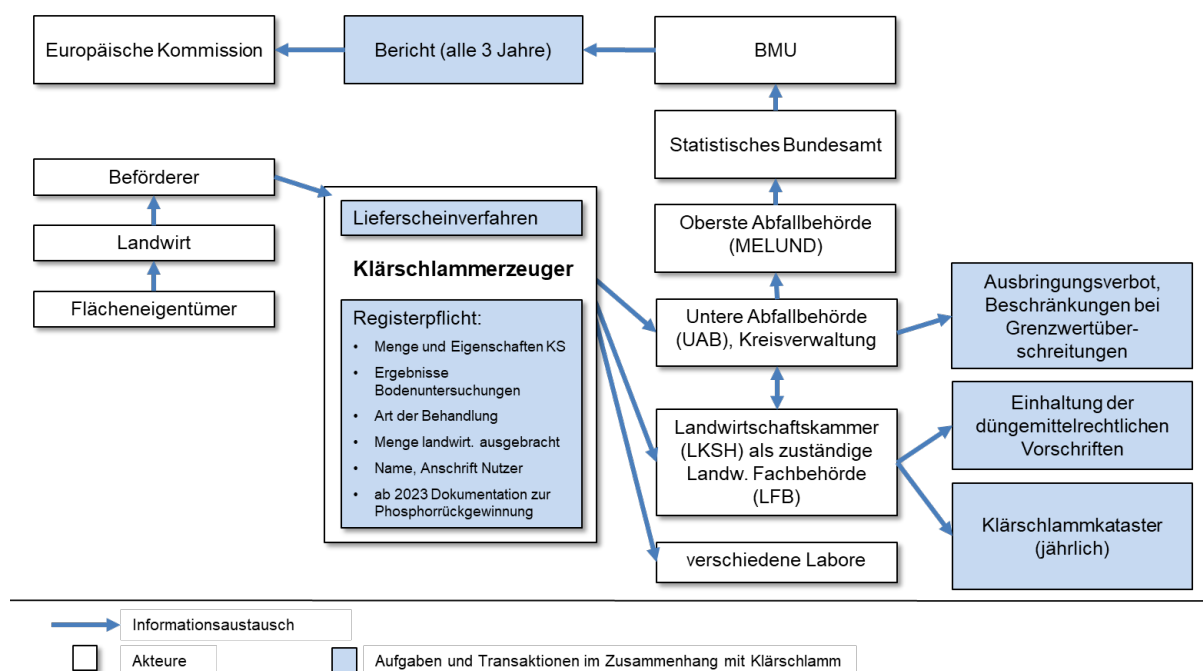 Europäische Kommission
Bericht (alle 3 Jahre)
BMU
Statistisches Bundesamt
Beförderer
Landwirt
Flächeneigentümer
Lieferscheinverfahren
Klärschlammerzeuger
Registerpflicht:
• Menge und Eigenschaften KS
• Ergebnisse
Bodenuntersuchungen
• Art der Behandlung
• Menge landwirt. ausgebracht
• Name, Anschrift Nutzer
• ab 2023 Dokumentation zur
Phosphorrückgewinnung
Oberste Abfallbehörde
(MELUND)
Untere Abfallbehörde
(UAB), Kreisverwaltung
Landwirtschaftskammer
(LKSH) als zuständige
Landw. Fachbehörde
(LFB)
verschiedene Labore
Ausbringungsverbot,
Beschränkungen bei
Grenzwertüber-
schreitungen
Einhaltung der
düngemittelrechtlichen
Vorschriften
Klärschlammkataster
(jährlich)
Informationsaustausch
Akteure
Aufgaben und Transaktionen im Zusammenhang mit Klärschlamm